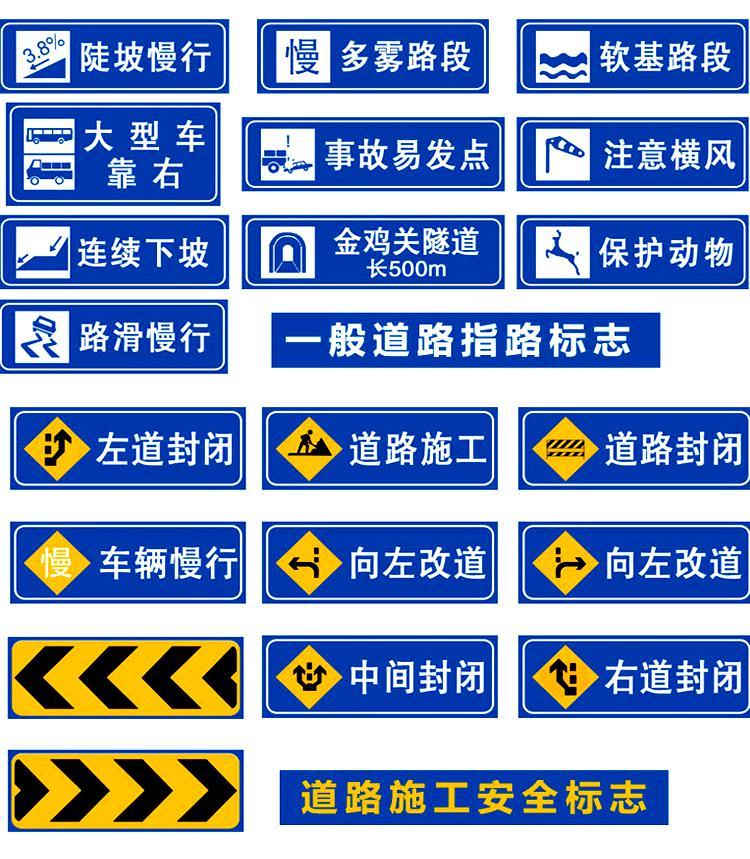 3.8%
陡坡慢行
慢
多雾路段
软基路段
大型车
靠右
事故易发点
注意横风
连续下坡
金鸡关隧道
长500m
保护动物
路滑慢行
一般道路指路标志
左道封闭
道路施工
道路封闭
慢
车辆慢行
向左改道
向左改道
中间封闭
右道封闭
道路施工安全标志